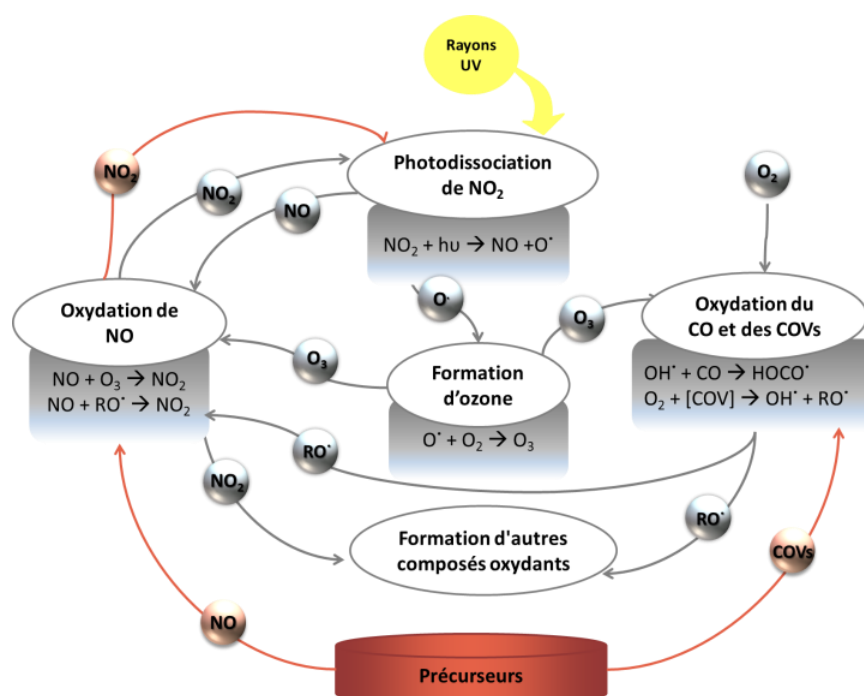 Rayons
UV
NO₂
NO₂
NO
Photodissociation
de NO₂
O₂
NO₂ + hυ → NO +O˙
Oxydation de
NO
O˙
O₃
O₃
Oxydation du
CO et des COVs
NO + O₃ → NO₂
NO + RO˙ → NO₂
Formation
d'ozone
OH˙ + CO → HOCO˙
O₂ + [COV] → OH˙ + RO˙
O˙ + O₂ → O₃
RO˙
NO₂
RO˙
Formation d'autres
composés oxydants
COVs
NO
Précurseurs